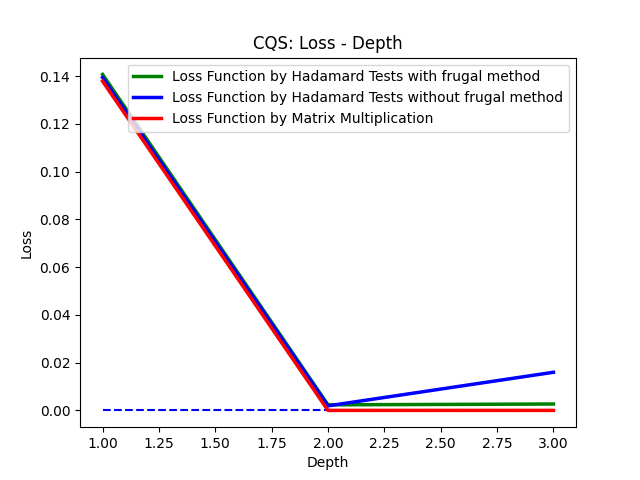 CQS: Loss - Depth
Loss Function by Hadamard Tests with frugal method
Loss Function by Hadamard Tests without frugal method
Loss Function by Matrix Multiplication
Loss
0.14
0.12
0.10
0.08
0.06
0.04
0.02
0.00
1.00 1.25 1.50 1.75 2.00 2.25 2.50 2.75 3.00
Depth